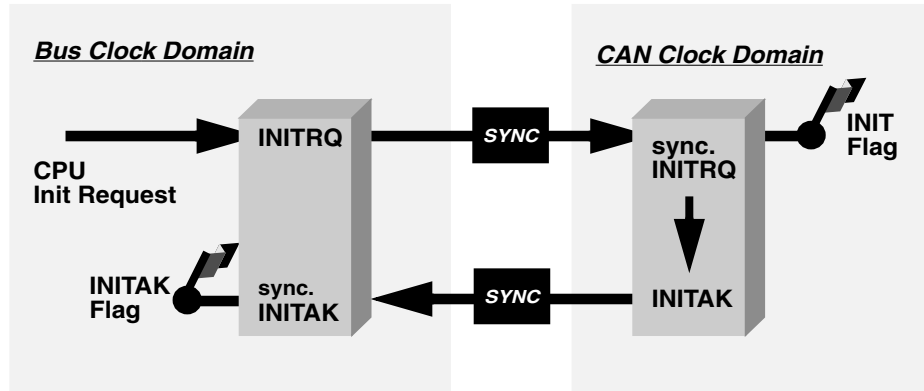 Bus Clock Domain
CAN Clock Domain
INITRQ
SYNC
sync.
INITRQ
INIT
Flag
CPU
Init Request
INITAK
Flag
sync.
INITAK
SYNC
INITAK